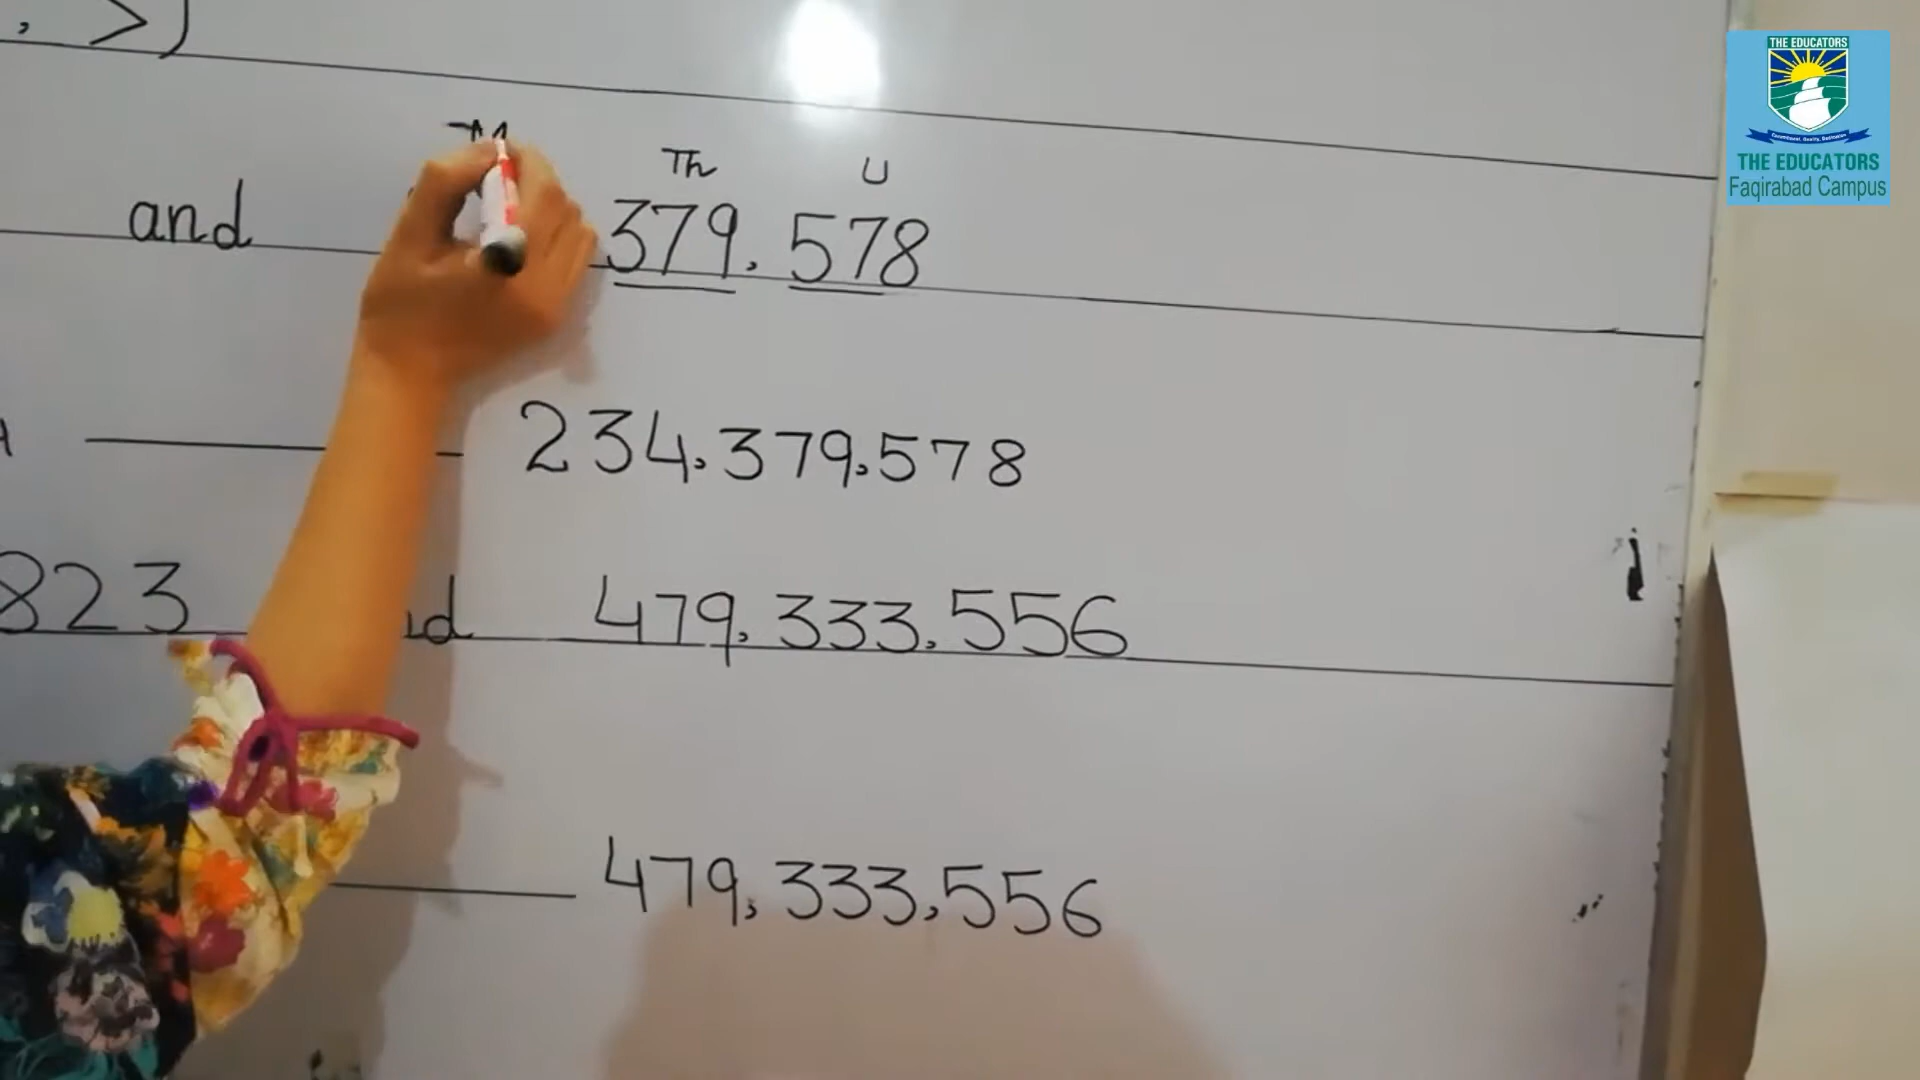 , >)
Th U
and 379,578
234,379,578
823 479,333,556
479,333,556
THE EDUCATORS
THE EDUCATORS
Faqirabad Campus